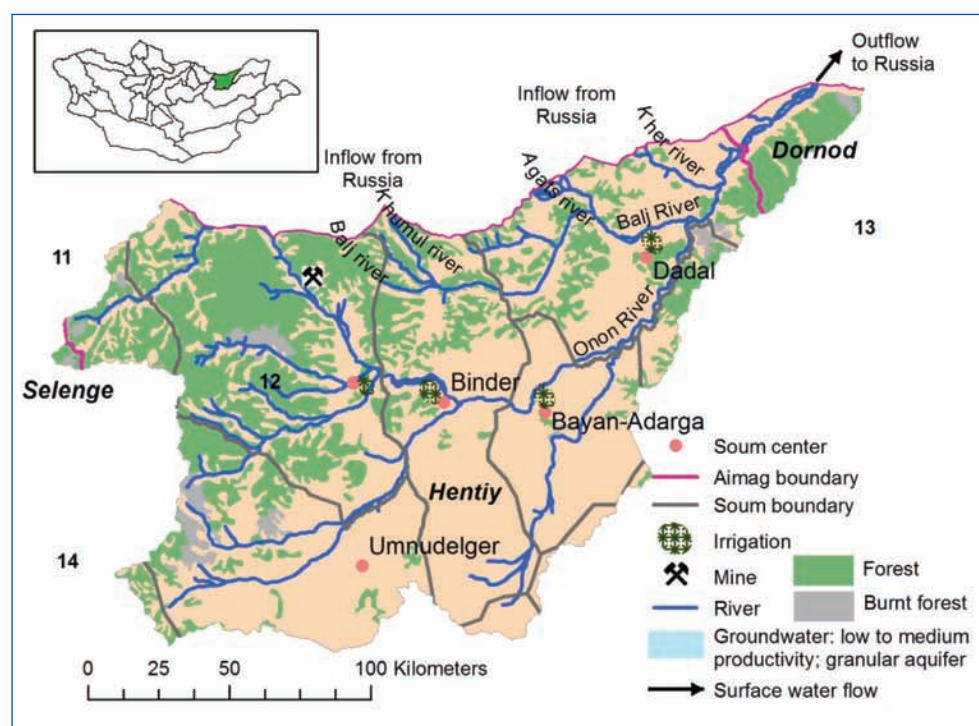 Outflow
to Russia
Inflow from
Russia
Kher river
Dornod
Inflow from
Russia
Agats river
Khumul river
Balj River
13
11
Balj river
Dadal
Onon River
Selenge
12
Binder
Bayan-Adarga
Hentiy
Umnudelger
14
Soum center
Aimag boundary
Soum boundary
Irrigation
Mine
Forest
River
Burnt forest
Groundwater: low to medium
productivity; granular aquifer
Surface water flow
0 25 50 100 Kilometers